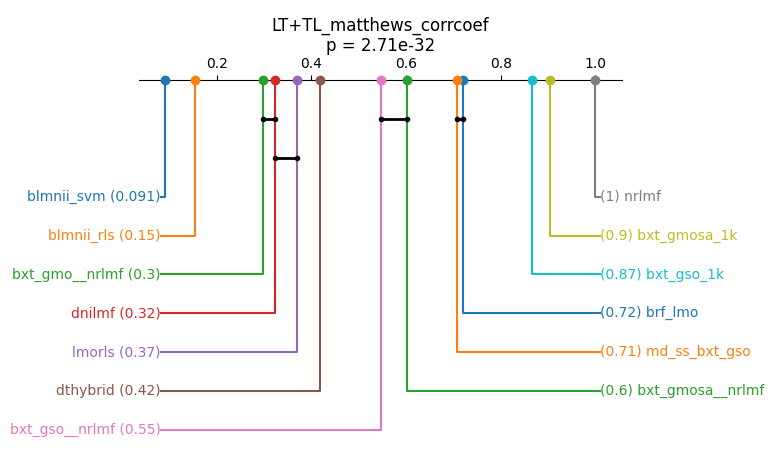 LT+TL_matthews_corrcoef
p = 2.71e-32
0.2 0.4 0.6 0.8 1.0
blmnii_svm (0.091) (1) nrlmf
blmnii_rls (0.15) (0.9) bxt_gmosa_1k
bxt_gmo__nrlmf (0.3) (0.87) bxt_gso_1k
dnilmf (0.32) (0.72) brf_lmo
lmorls (0.37) (0.71) md_ss_bxt_gso
dthybrid (0.42) (0.6) bxt_gmosa__nrlmf
bxt_gso__nrlmf (0.55)